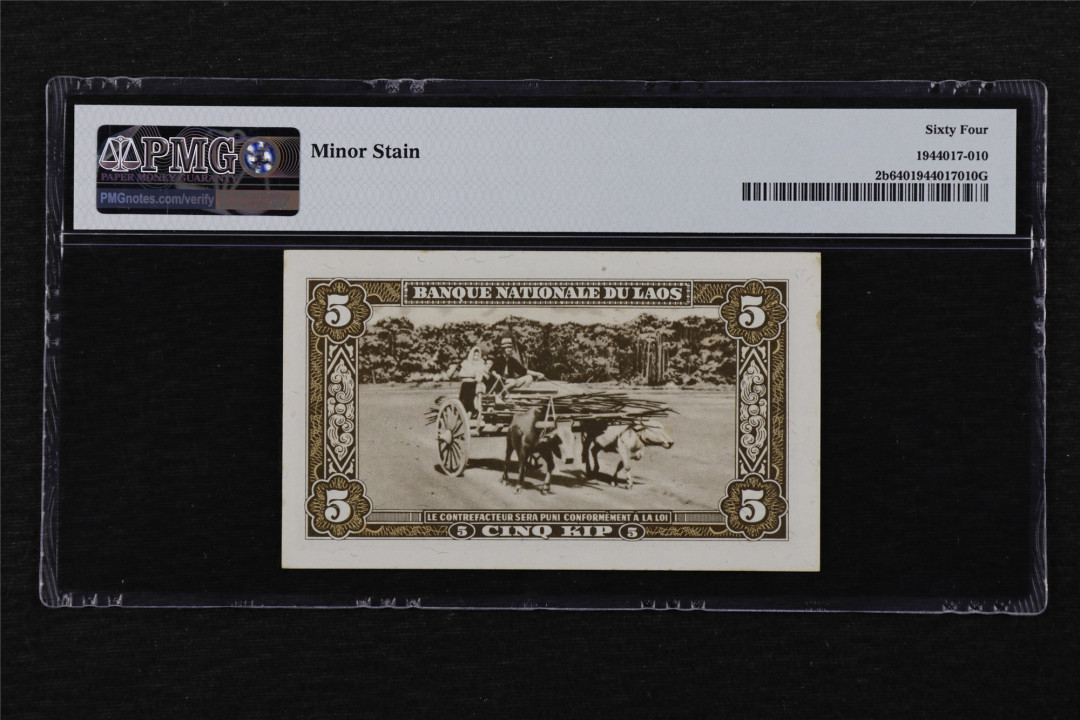 PMG
PAPER MONEY GUARANTY
PMGnotes.com/verify
Minor Stain
Sixty Four
1944017-010
2b6401944017010G
5 BANQUE NATIONALE DU LAOS 5
5 LE CONTREFACTEUR SERA PUNI CONFORMÉMENT A LA LOI 5
5 CINQ KIP 5